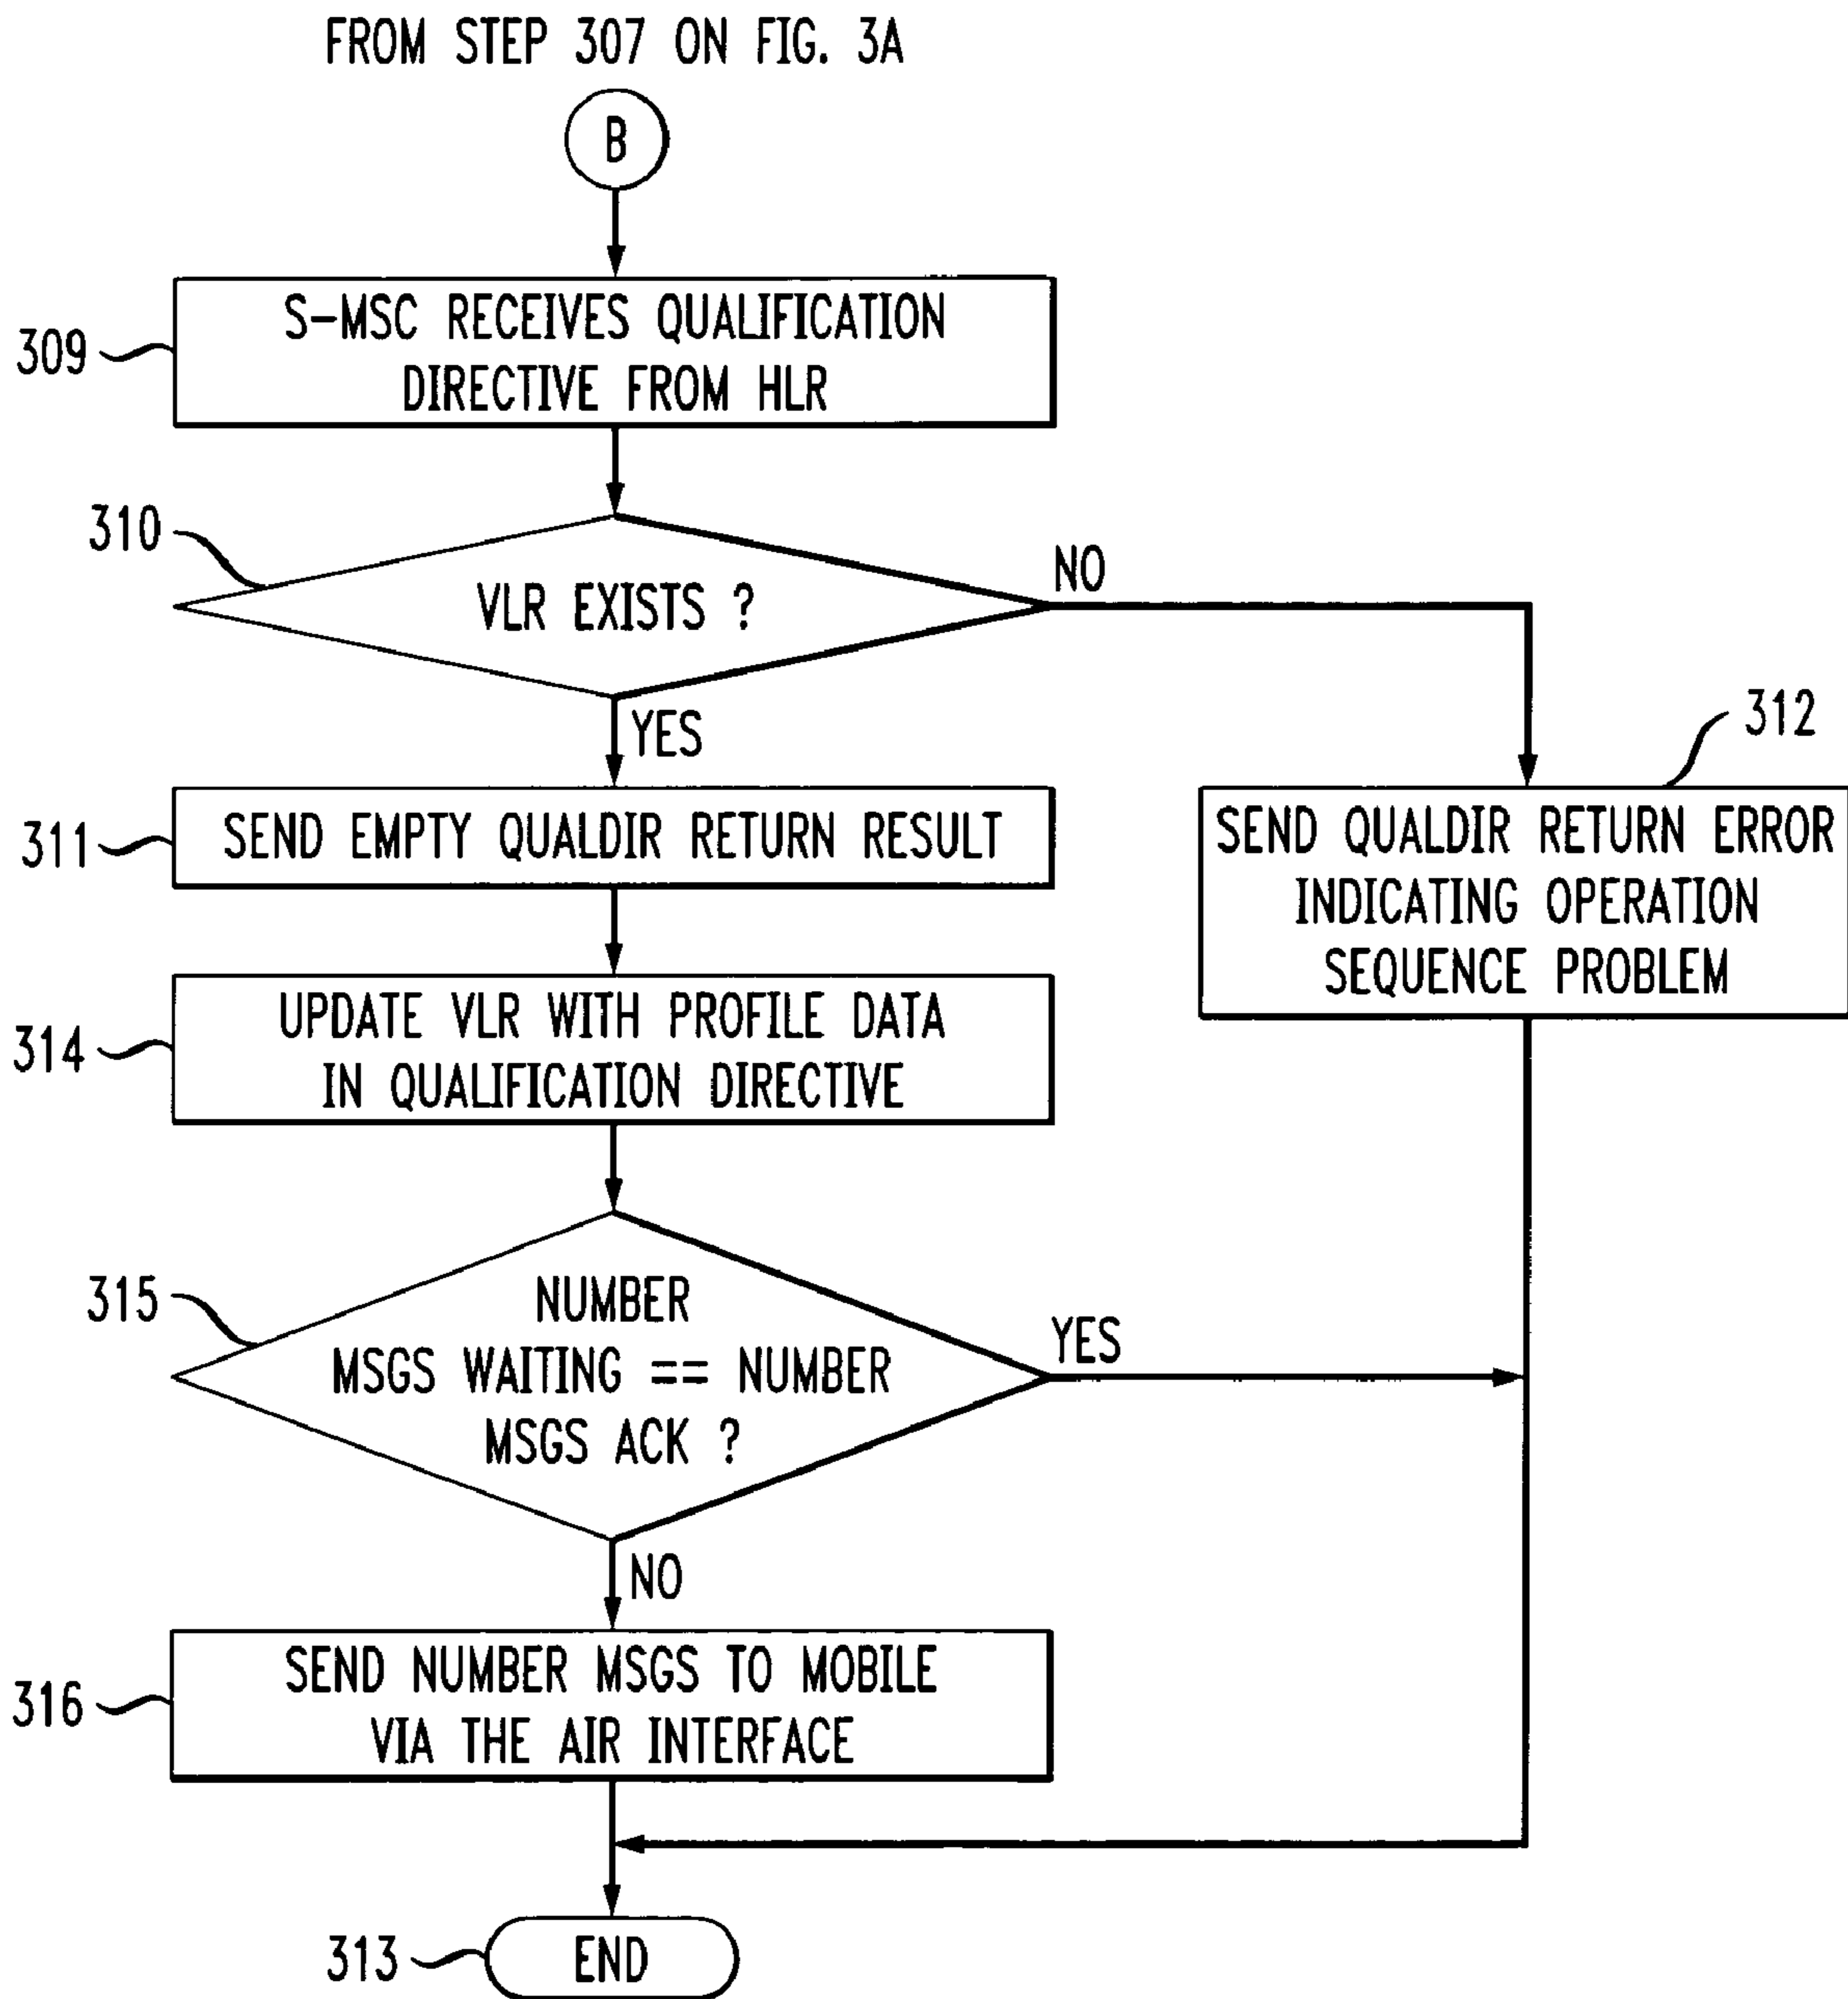 FROM STEP 307 ON FIG. 3A
B
309
S-MSC RECEIVES QUALIFICATION
DIRECTIVE FROM HLR
310
VLR EXISTS ?
NO
YES
311
SEND EMPTY QUALDIR RETURN RESULT
312
SEND QUALDIR RETURN ERROR
INDICATING OPERATION
SEQUENCE PROBLEM
314
UPDATE VLR WITH PROFILE DATA
IN QUALIFICATION DIRECTIVE
315
NUMBER
MSGS WAITING == NUMBER
MSGS ACK ?
YES
NO
316
SEND NUMBER MSGS TO MOBILE
VIA THE AIR INTERFACE
313
END